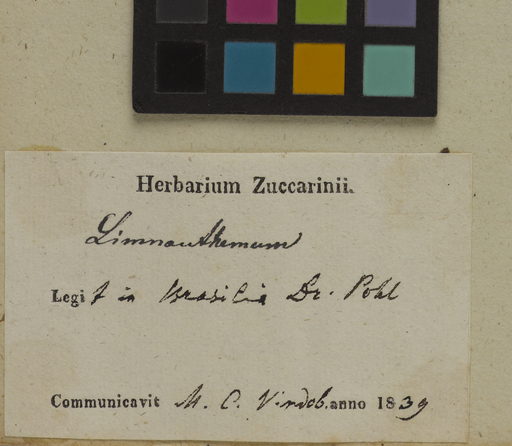 Herbarium Zuccarinii.
Limnanthemum
Legit in Brasilia Dr. Pohl
Communicavit M. C. Vindob. anno 1839